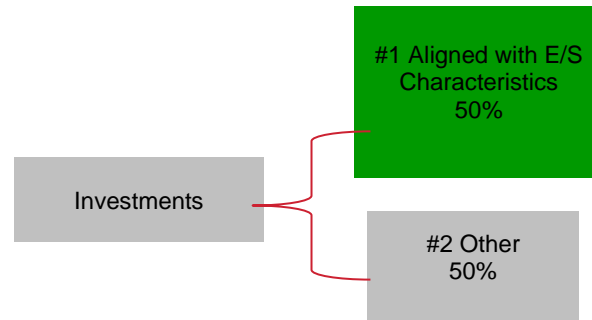 #1 Aligned with E/S
Characteristics
50%
Investments
#2 Other
50%